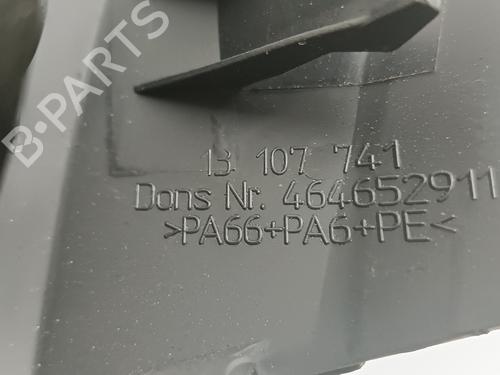 B-PARTS
13 107 741
Dons Nr. 464652911
>PA66+PA6+PE<